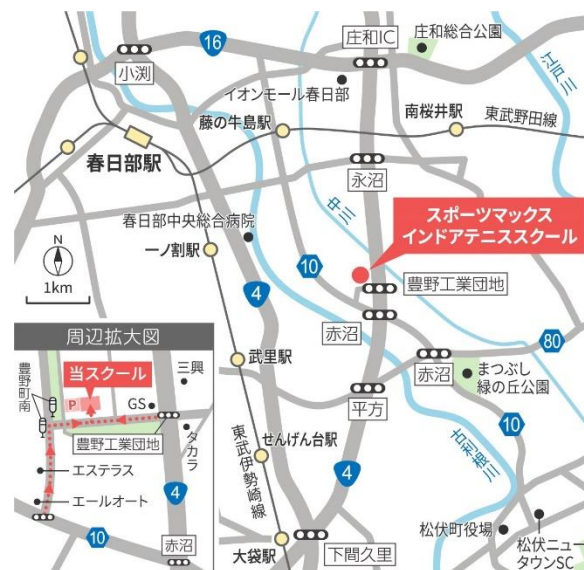 16
庄和IC
庄和総合公園
江戸川
小渕
イオンモール春日部
南桜井駅
東武野田線
藤の牛島駅
春日部駅
永沼
中川
スポーツマックス
インドアテニススクール
春日部中央総合病院
一ノ割駅
N
1km
10
4
豊野工業団地
赤沼
80
赤沼
まつぶし
緑の丘公園
武里駅
平方
10
古利根川
せんげん台駅
東武伊勢崎線
4
松伏町役場
松伏ニュー
タウンSC
大袋駅
下間久里
周辺拡大図
当スクール
三興
豊野町南
P
GS
豊野工業団地
タカラ
エステラス
エールオート
4
10
赤沼